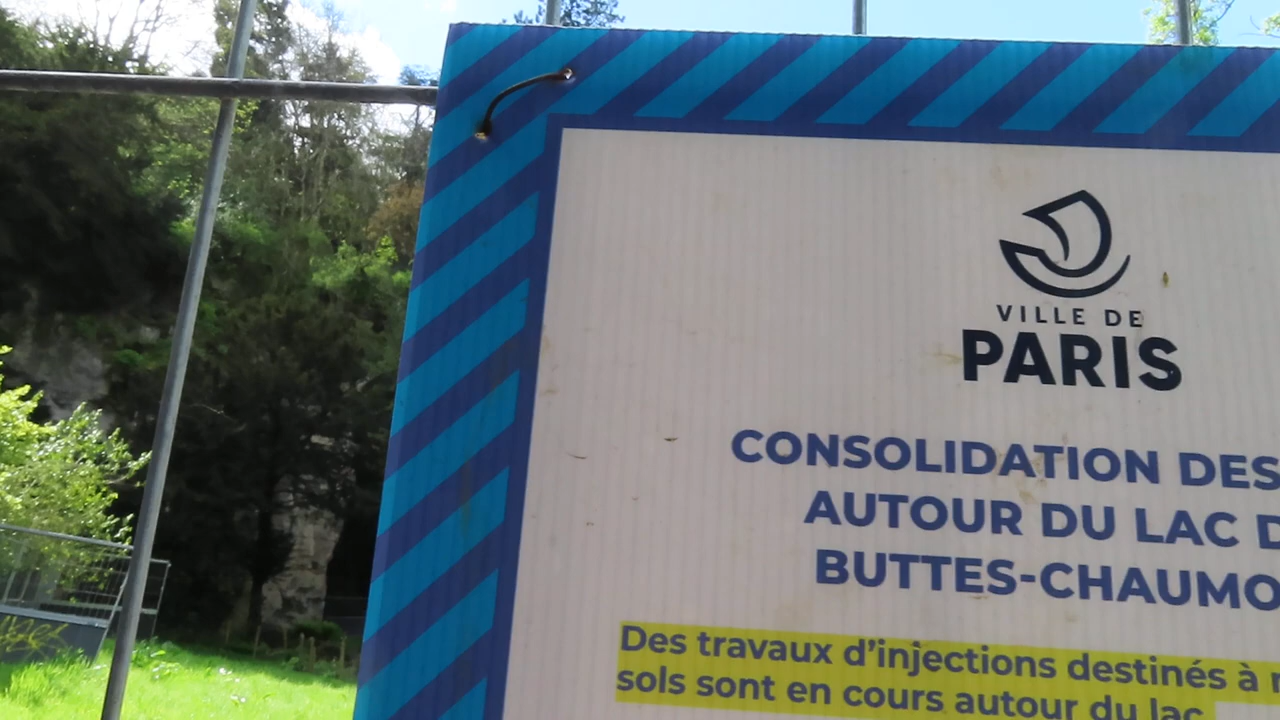 VILLE DE
PARIS
CONSOLIDATION DES
AUTOUR DU LAC
BUTTES-CHAUMO
Des travaux d'injections destinés à
sols sont en cours autour du lac